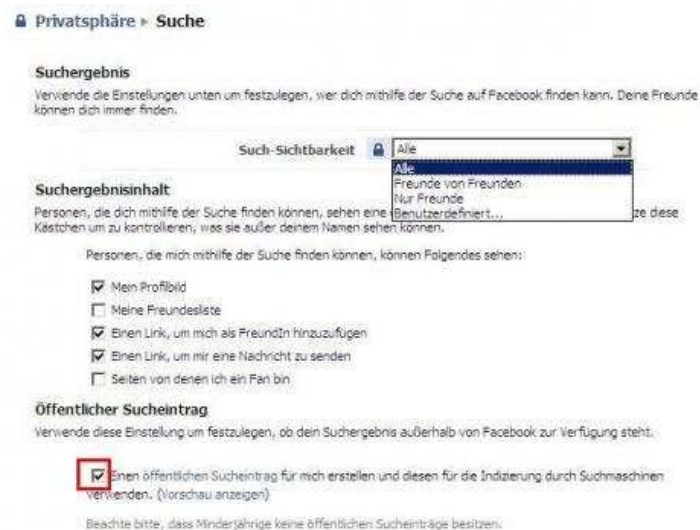 Privatsphäre ▸ Suche
Suchergebnis
Verwende die Einstellungen unten um festzulegen, wer dich mithilfe der Suche auf Facebook finden kann. Deine Freunde
können dich immer finden.
Such-Sichtbarkeit Alle
Alle
Freunde von Freunden
Nur Freunde
Benutzerdefiniert...
Suchergebnisinhalt
Personen, die dich mithilfe der Suche finden können, sehen eine ze diese
Kästchen um zu kontrollieren, was sie außer deinem Namen sehen können.
Personen, die mich mithilfe der Suche finden können, können Folgendes sehen:
Mein Profilbild
Meine Freundesliste
Einen Link, um mich als FreundIn hinzuzufügen
Einen Link, um mir eine Nachricht zu senden
Seiten von denen ich ein Fan bin
Öffentlicher Sucheintrag
Verwende diese Einstellung um festzulegen, ob dein Suchergebnis außerhalb von Facebook zur Verfügung steht.
Einen öffentlichen Sucheintrag für mich erstellen und diesen für die Indizierung durch Suchmaschinen
verwenden. (Vorschau anzeigen)
Beachte bitte, dass Minderjährige keine öffentlichen Sucheinträge besitzen.